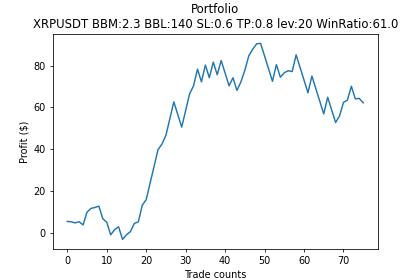 Portfolio
XRPUSDT BBM:2.3 BBL:140 SL:0.6 TP:0.8 lev:20 WinRatio:61.0
80
60
40
20
0
Profit ($)
0 10 20 30 40 50 60 70
Trade counts